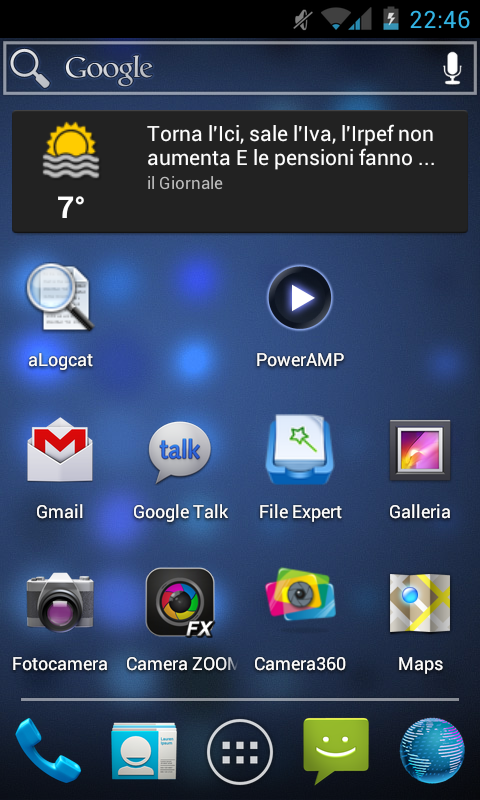 22:46
Google
Torna l'Ici, sale l'Iva, l'Irpef non
aumenta E le pensioni fanno ...
il Giornale
7°
aLogcat
PowerAMP
talk
Gmail
Google Talk
File Expert
Galleria
FX
Fotocamera
Camera ZOOM
Camera360
Maps